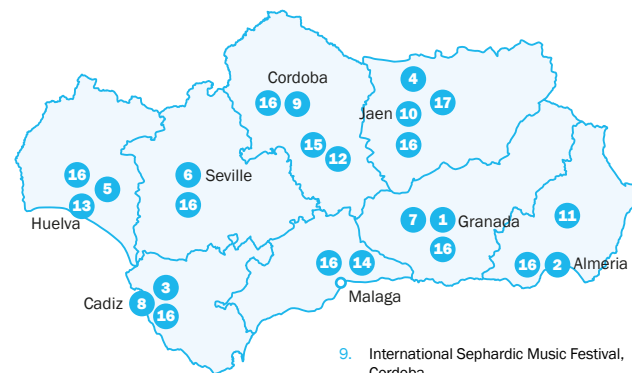 Cordoba
4
16
9
17
Jaen
10
15
16
12
16
6
Seville
5
16
13
Huelva
7
1
Granada
11
16
16
14
16
2
Almeria
3
Malaga
Cadiz
8
16
9. International Sephardic Music Festival,
Cordoba